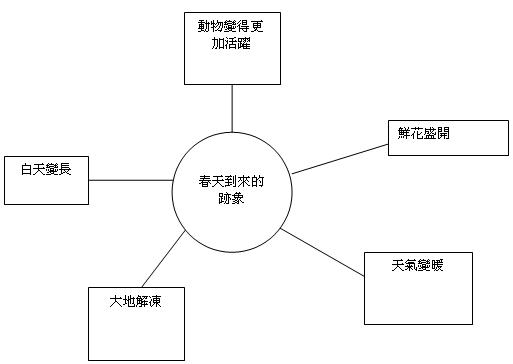 動物變得更
加活躍
鮮花盛開
白天變長
春天到來的
跡象
天氣變暖
大地解凍